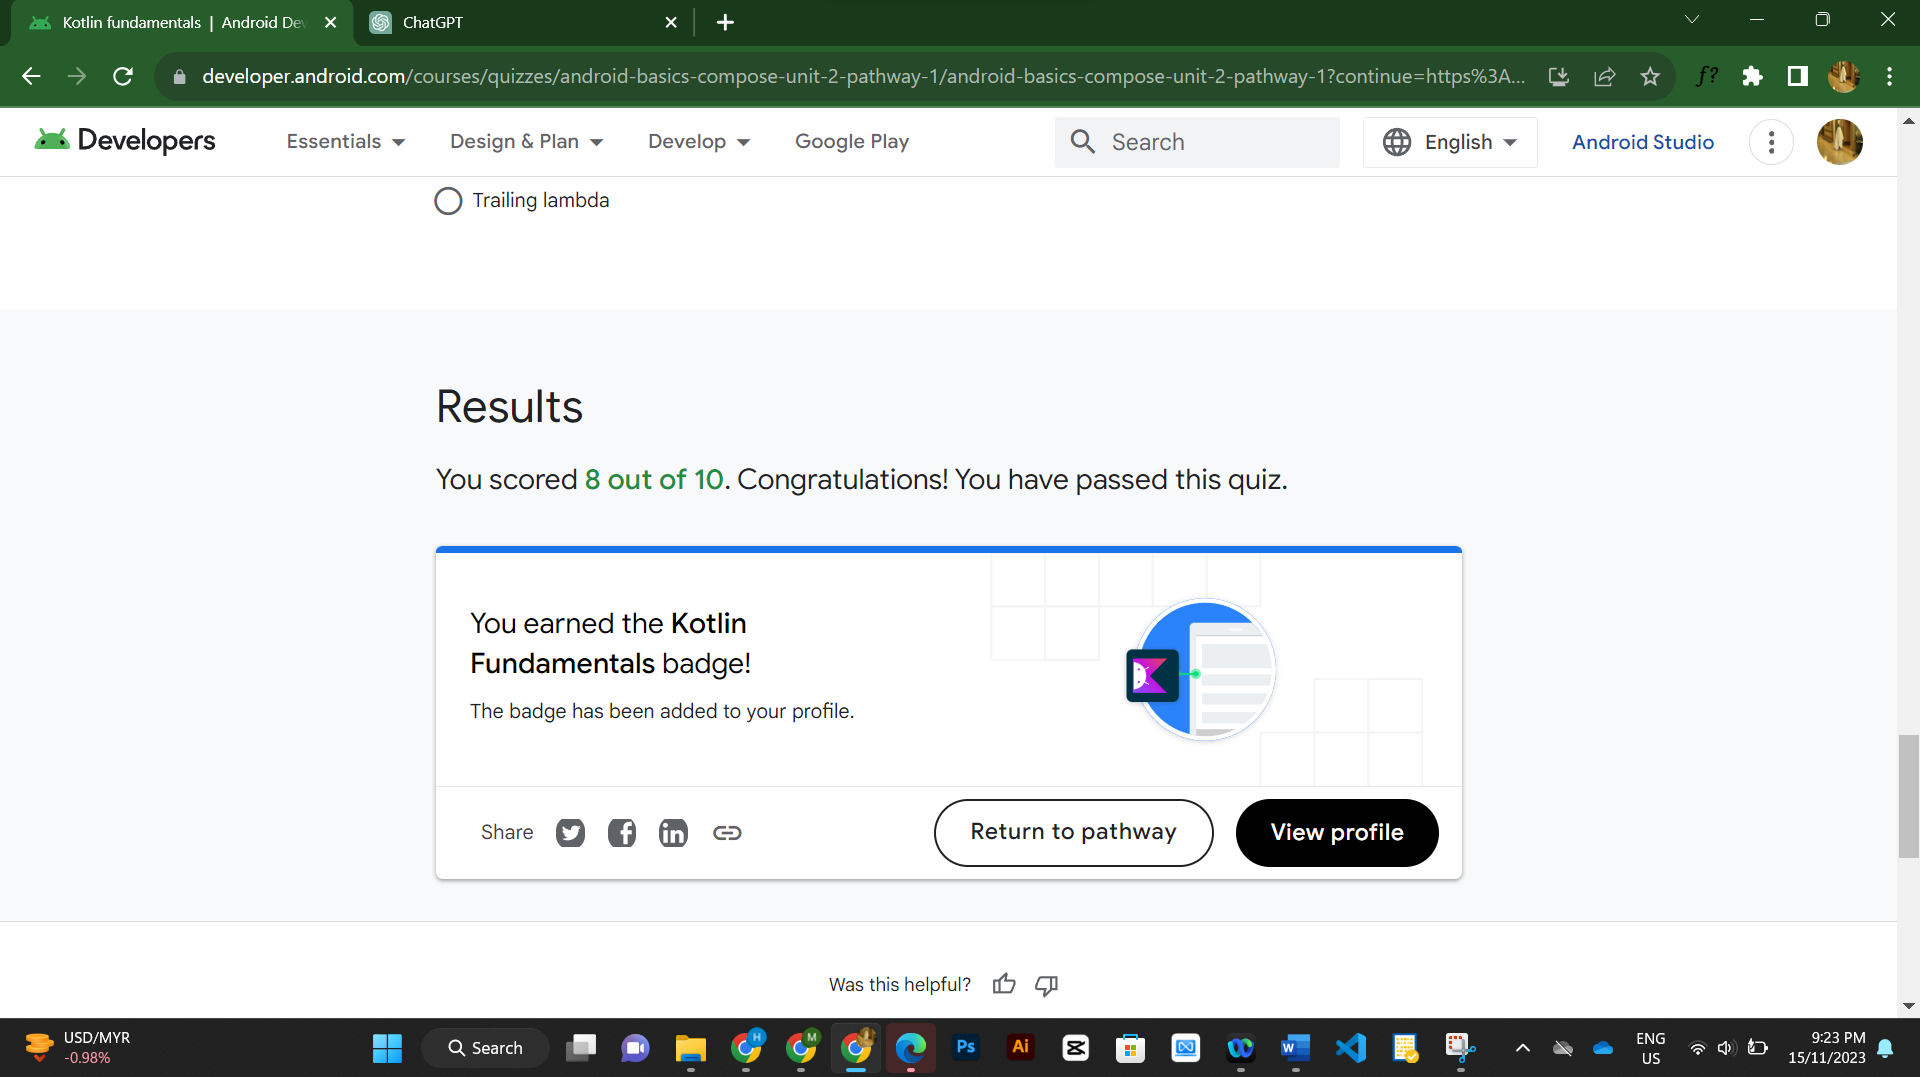 Kotlin fundamentals | Android De
ChatGPT
developer.android.com/courses/quizzes/android-basics-compose-unit-2-pathway-1/android-basics-compose-unit-2-pathway-1?continue=https%3A...
f?
Developers
Essentials
Design & Plan
Develop
Google Play
Search
English
Android Studio
Trailing lambda
Results
You scored 8 out of 10. Congratulations! You have passed this quiz.
You earned the Kotlin
Fundamentals badge!
The badge has been added to your profile.
Share
Return to pathway
View profile
Was this helpful?
USD/MYR
-0.98%
Search
H
M
Ps
Ai
W
ENG
US
9:23 PM
15/11/2023